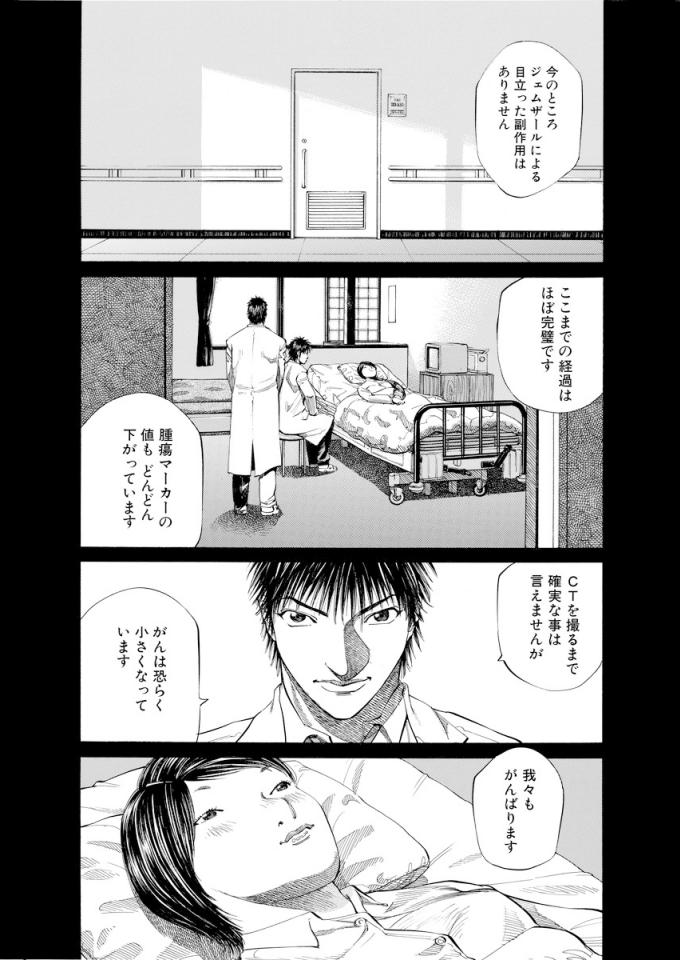 今のところ
ジェムザールによる
目立った副作用は
ありません
ここまでの経過は
ほぼ完璧です
腫瘍マーカーの
値も どんどん
下がっています
CTを撮るまで
確実な事は
言えませんが
がんは恐らく
小さくなって
います
我々も
がんばります